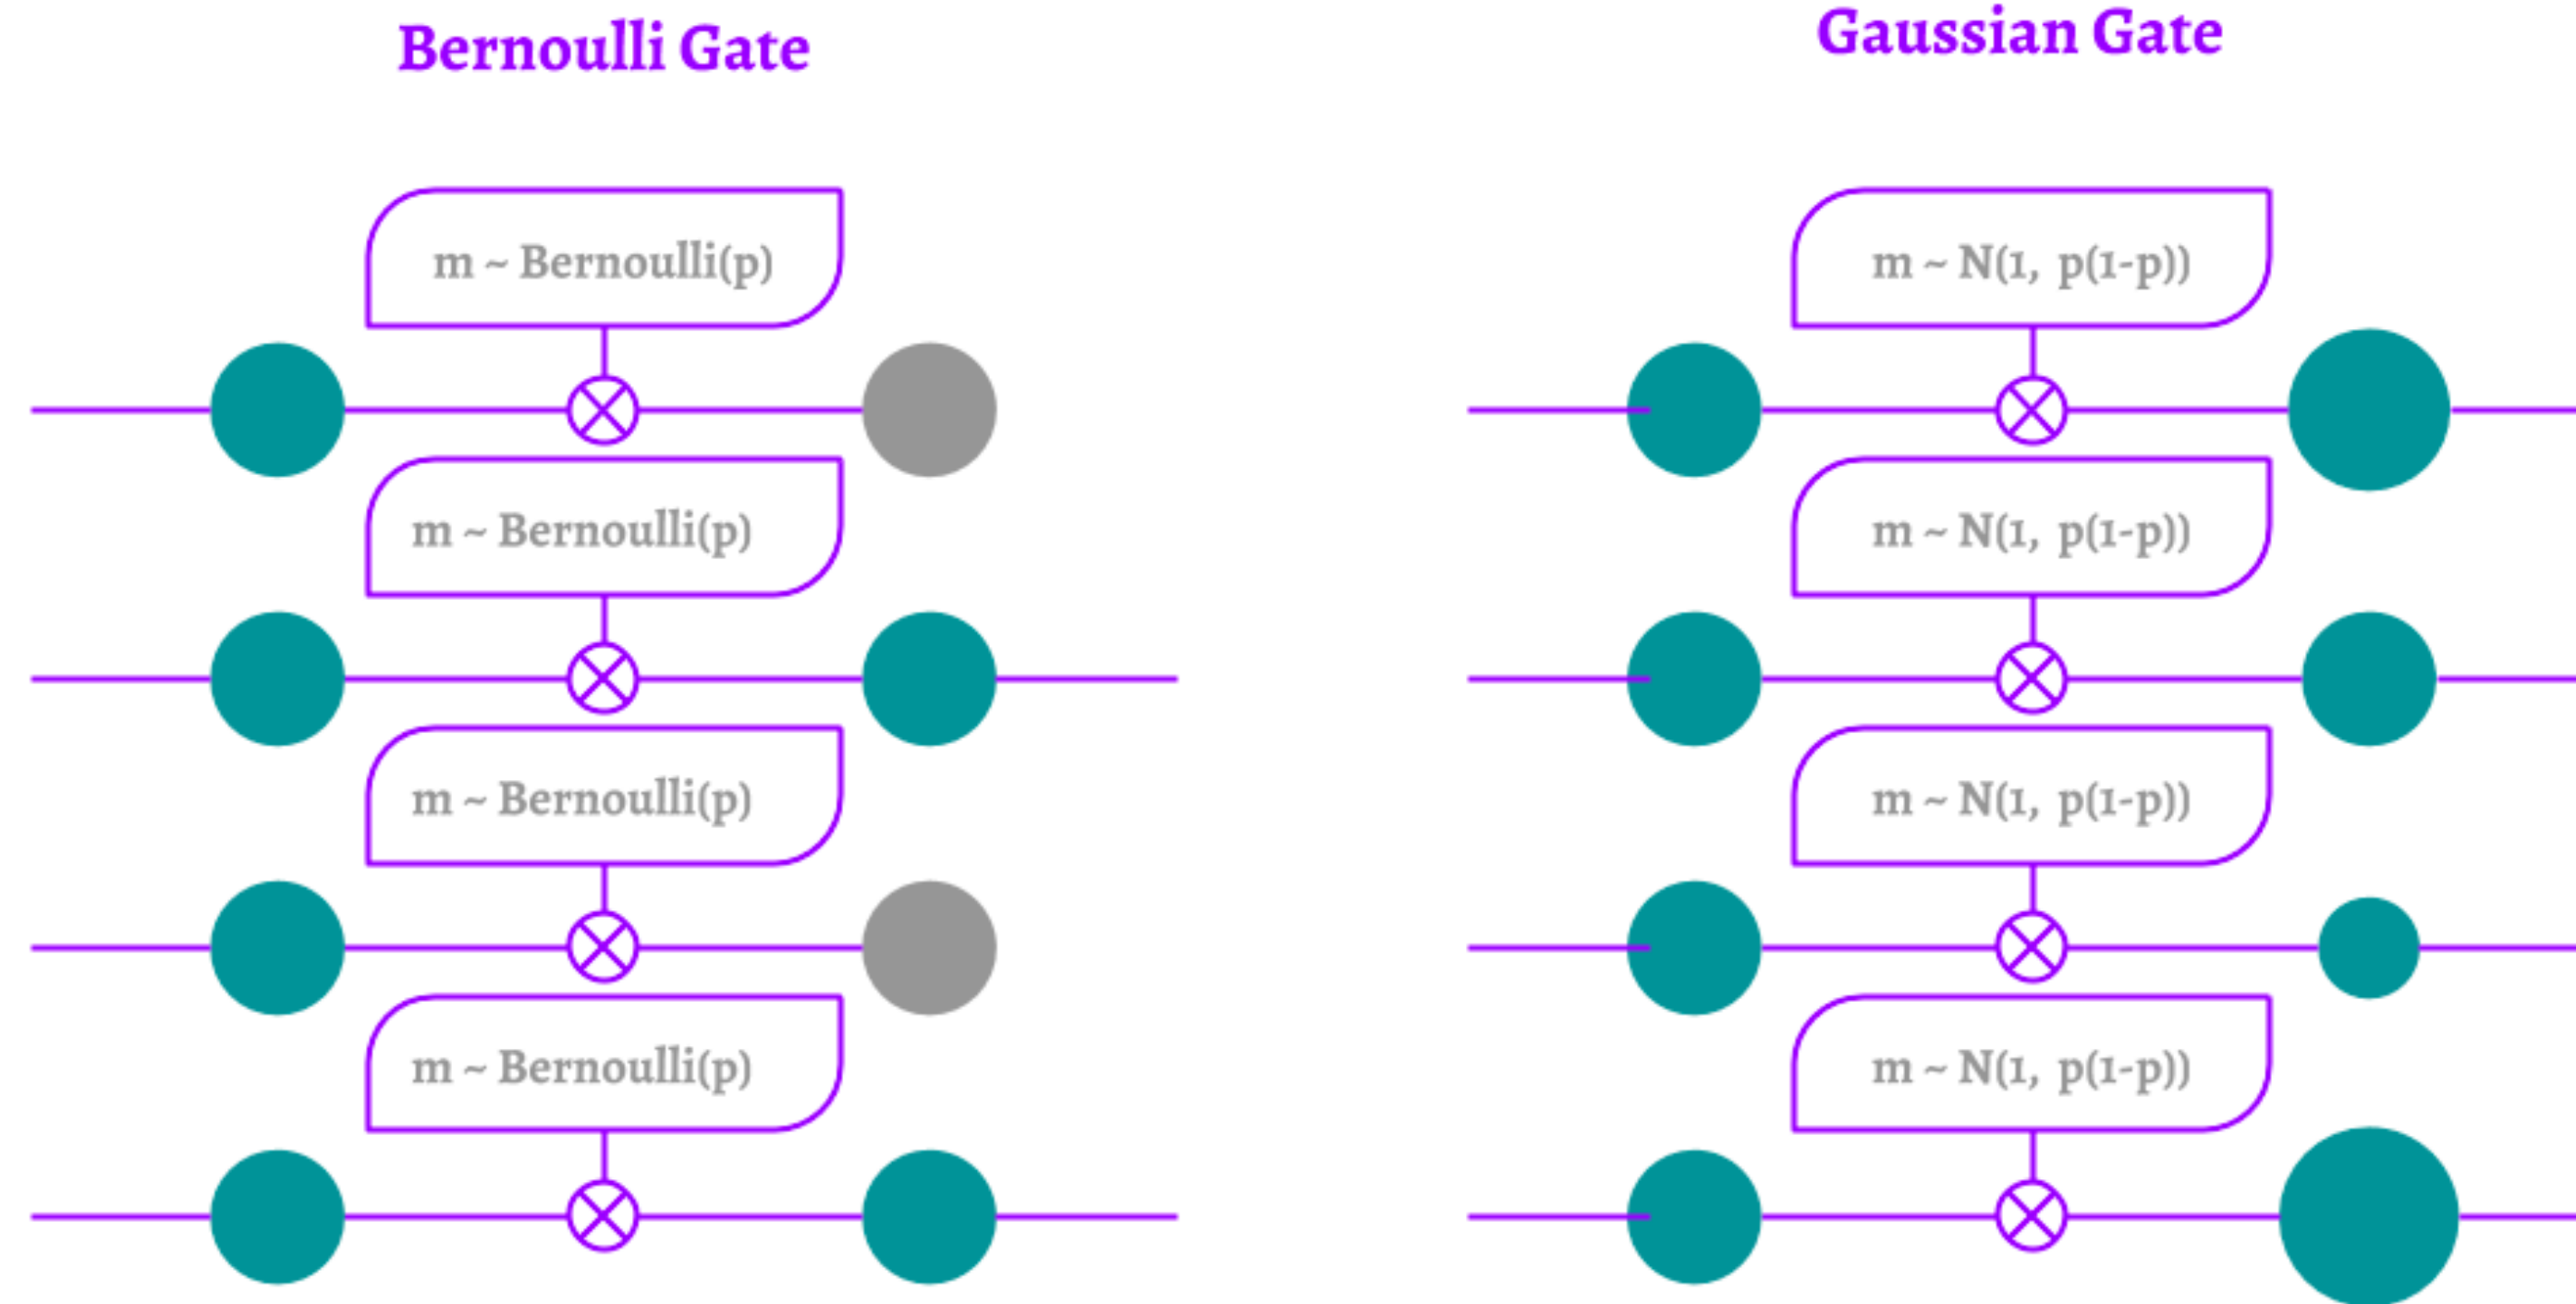 Bernoulli Gate
m ~ Bernoulli(p)
m ~ Bernoulli(p)
m ~ Bernoulli(p)
m ~ Bernoulli(p)
Gaussian Gate
m ~ N(1, p(1-p))
m ~ N(1, p(1-p))
m ~ N(1, p(1-p))
m ~ N(1, p(1-p))